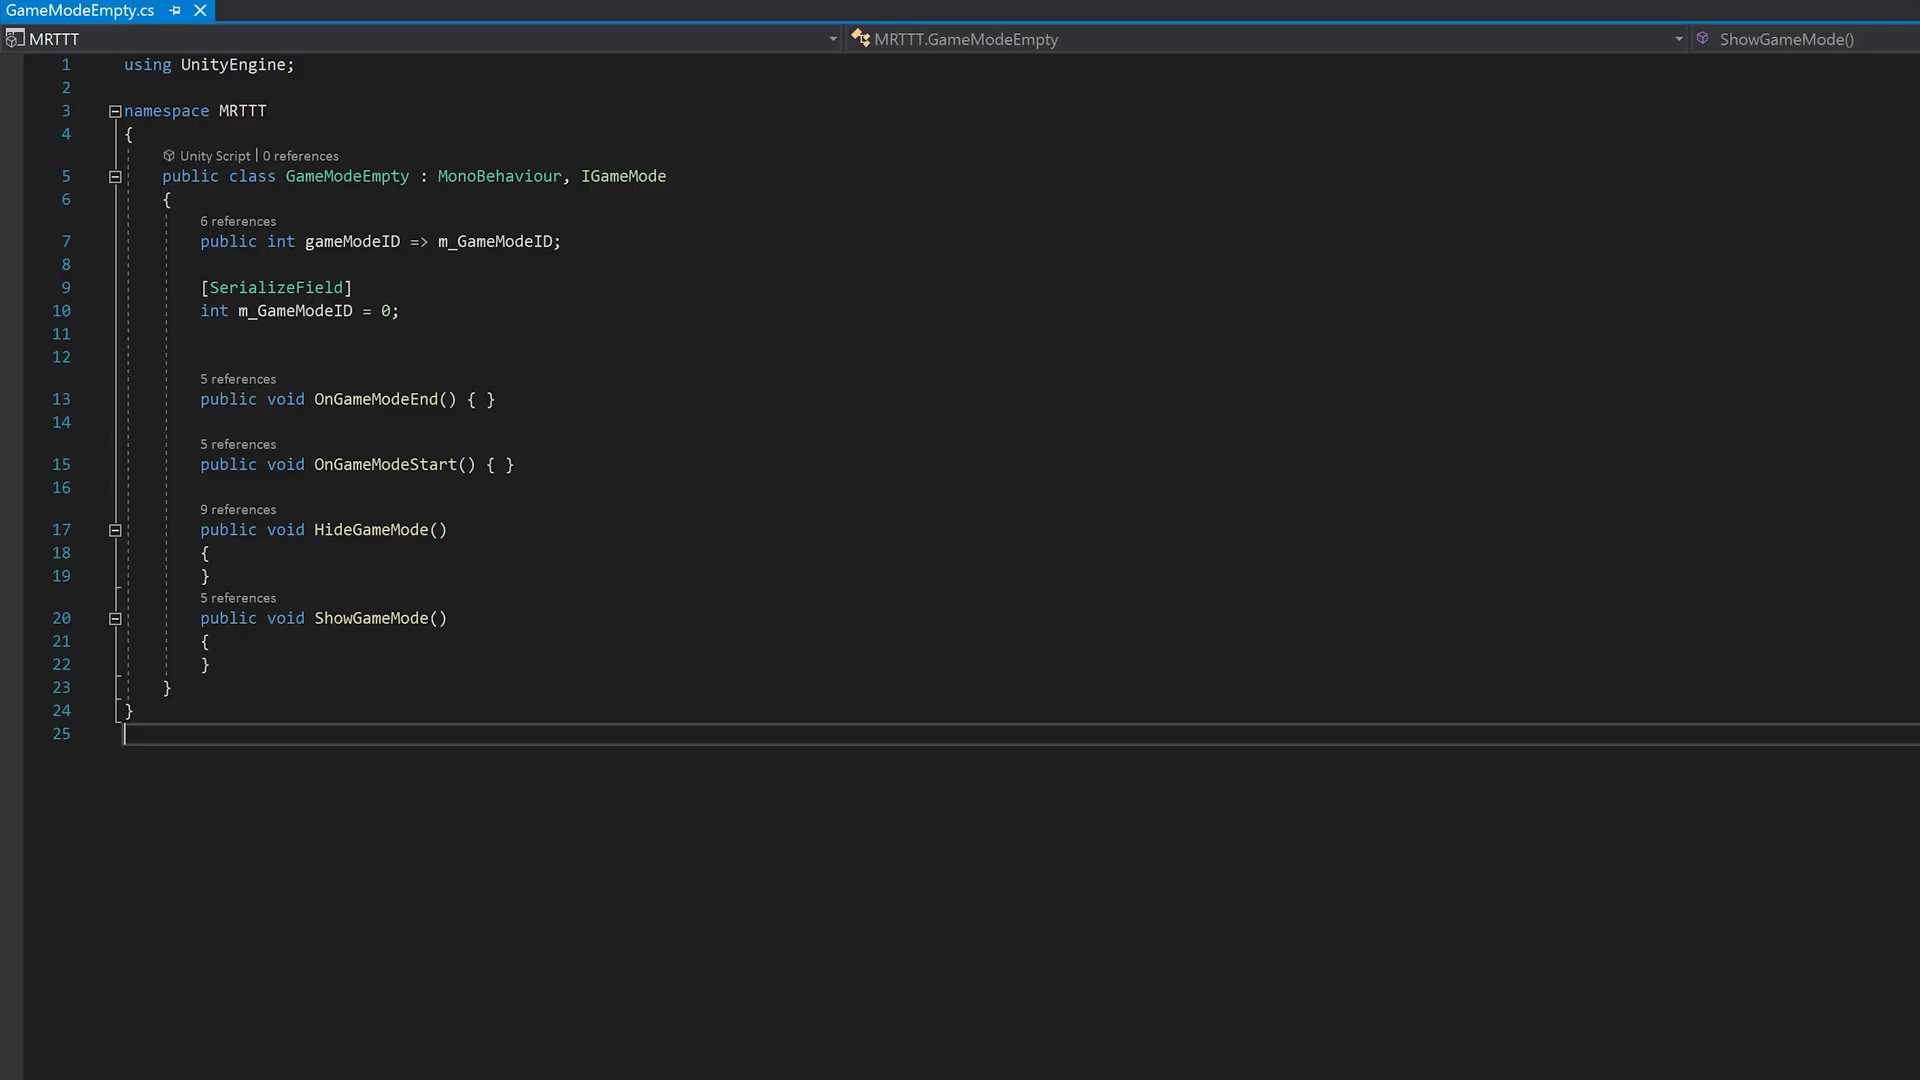 GameModeEmpty.cs
MRTTT
MRTTT.GameModeEmpty
ShowGameMode()
1 using UnityEngine;
2
3 namespace MRTTT
4 {
Unity Script | 0 references
5 public class GameModeEmpty : MonoBehaviour, IGameMode
6 {
6 references
7 public int gameModeID => m_GameModeID;
8
9 [SerializeField]
10 int m_GameModeID = 0;
11
12
5 references
13 public void OnGameModeEnd() { }
14
5 references
15 public void OnGameModeStart() { }
16
9 references
17 public void HideGameMode()
18 {
19 }
5 references
20 public void ShowGameMode()
21 {
22 }
23 }
24 }
25